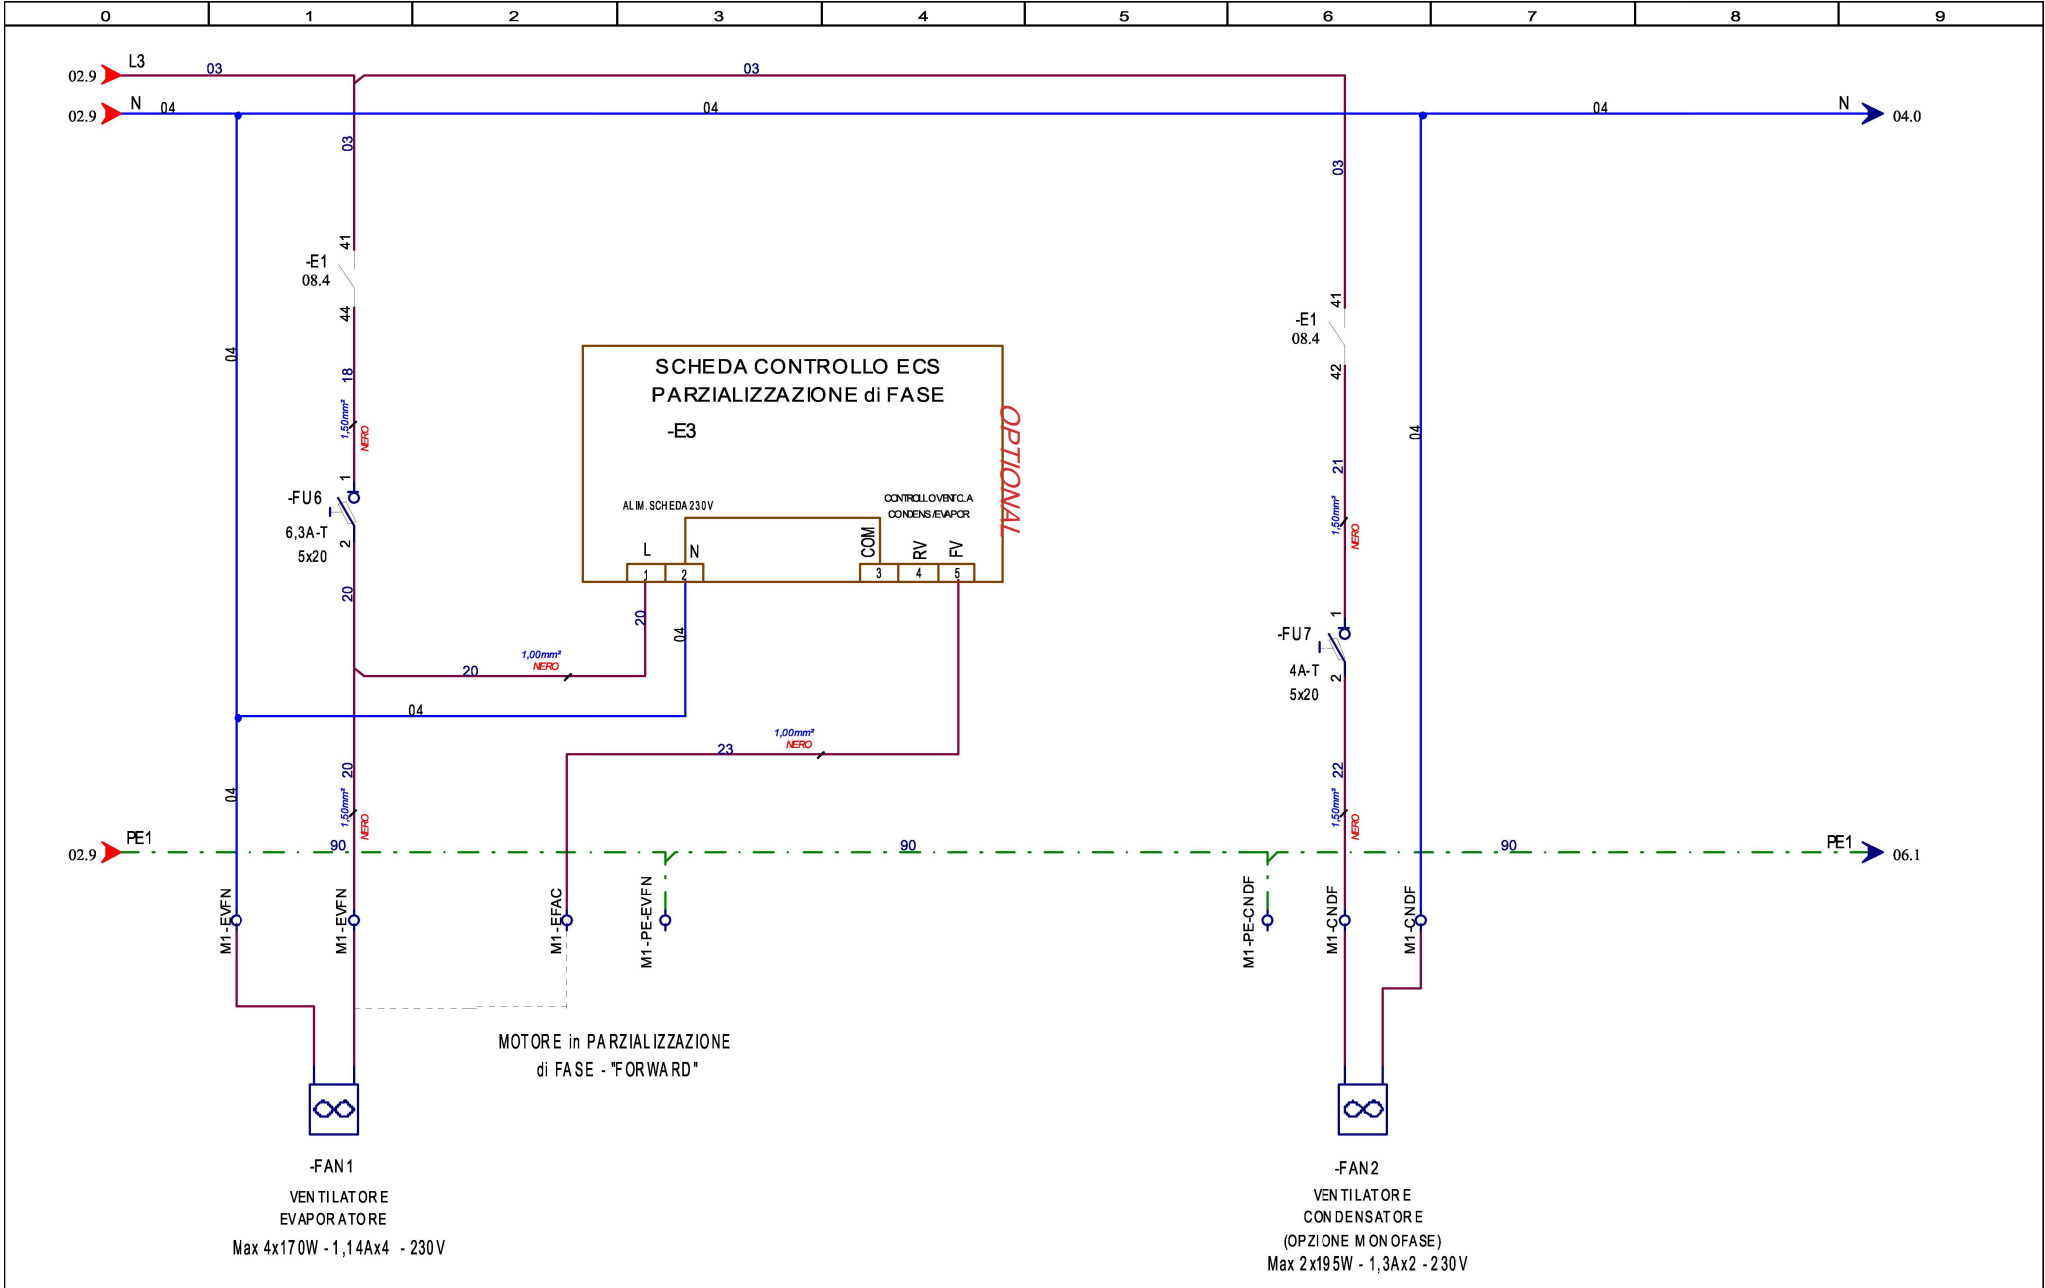 0 1 2 3 4 5 6 7 8 9
L3
02.9
03
03
N
04
02.9
04
04
N
04.0
03
03
41
-E1
08.4
44
41
-E1
08.4
42
04
18
1,50mm²
NERO
SCHEDA CONTROLLO ECS
PARZIALIZZAZIONE di FASE
-E3
OPTIONAL
ALIM. SCHEDA 230V
CONTROLLO VENT C.A
CONDENS/EVAPOR
L
N
COM
RV
FV
1
2
3
4
5
04
21
1,50mm²
NERO
1
-FU6
6,3A-T
5x20
2
20
20
04
1
-FU7
4A-T
5x20
2
1,00mm²
NERO
20
04
1,00mm²
NERO
23
20
04
1,50mm²
NERO
22
1,50mm²
NERO
PE1
02.9
90
90
90
PE1
06.1
M1-EVFN
M1-EVFN
M1-EFAC
M1-PE-EVFN
M1-PE-CNDF
M1-CNDF
M1-CNDF
MOTORE in PARZIALIZZAZIONE
di FASE - "FORWARD"
-FAN1
VENTILATORE
EVAPORATORE
Max 4x170W - 1,14Ax4 - 230V
-FAN2
VENTILATORE
CONDENSATORE
(OPZIONE MONOFASE)
Max 2x195W - 1,3Ax2 - 230V